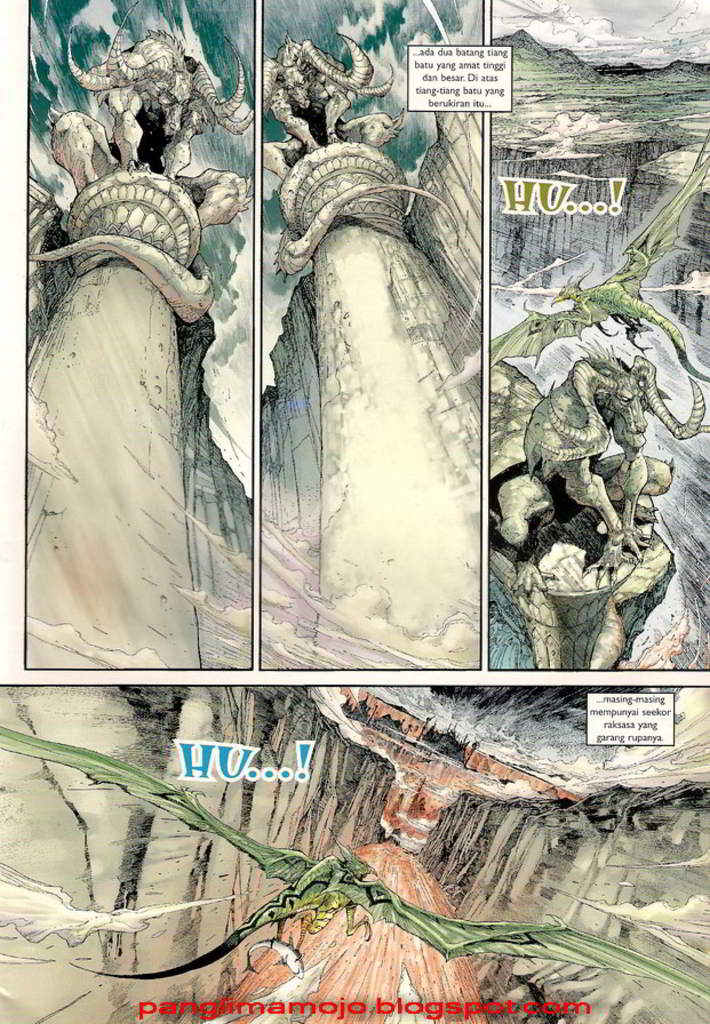 ...ada dua batang tiang
batu yang amat tinggi
dan besar. Di atas
tiang-tiang batu yang
berukiran itu...
HU...!
...masing-masing
mempunyai seekor
raksasa yang
garang rupanya.
HU...!
panglimamojo.blogspot.com